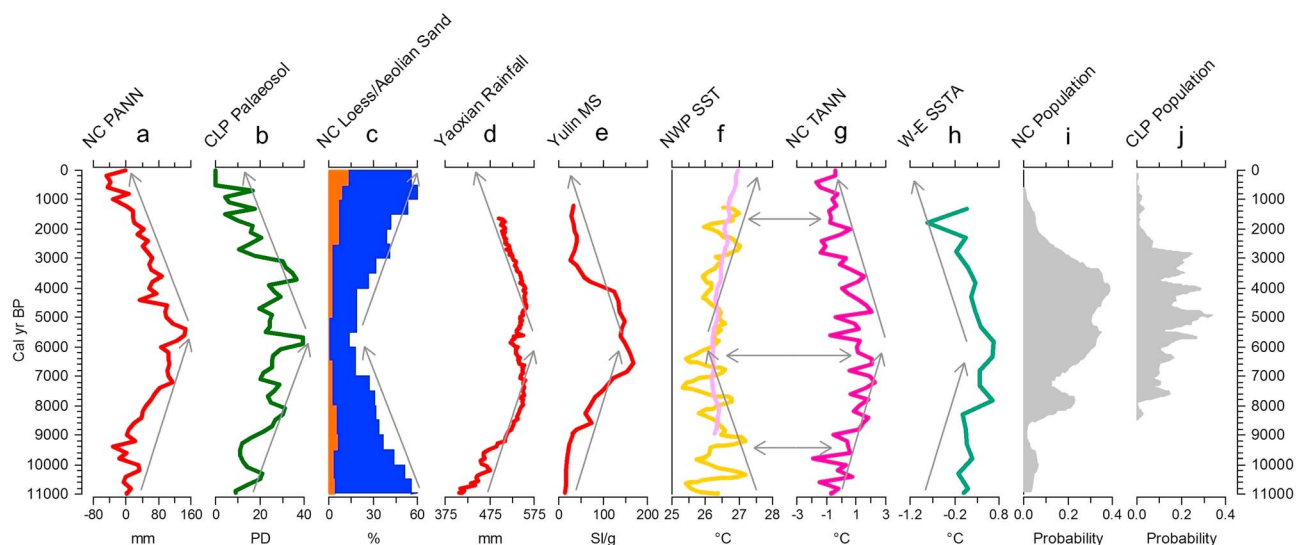 NC PANN
CLP Palaeosol
NC Loess/Aeolian Sand
Yaoxian Rainfall
Yulin MS
NWP SST
NC TANN
W-E SSTA
NC Population
CLP Population
a b c d e f g h i j
Cal yr BP
0
1000
2000
3000
4000
5000
6000
7000
8000
9000
10000
11000
0
1000
2000
3000
4000
5000
6000
7000
8000
9000
10000
11000
-80 0 80 160
0 20 40 60
0 30 60
375 475 575
0 100 200
25 26 27 28
-3 -1 1 3
-1.2 -0.2 0.8
0.0 0.2 0.4
0.0 0.2 0.4
mm PD % mm SI/g °C °C °C Probability Probability